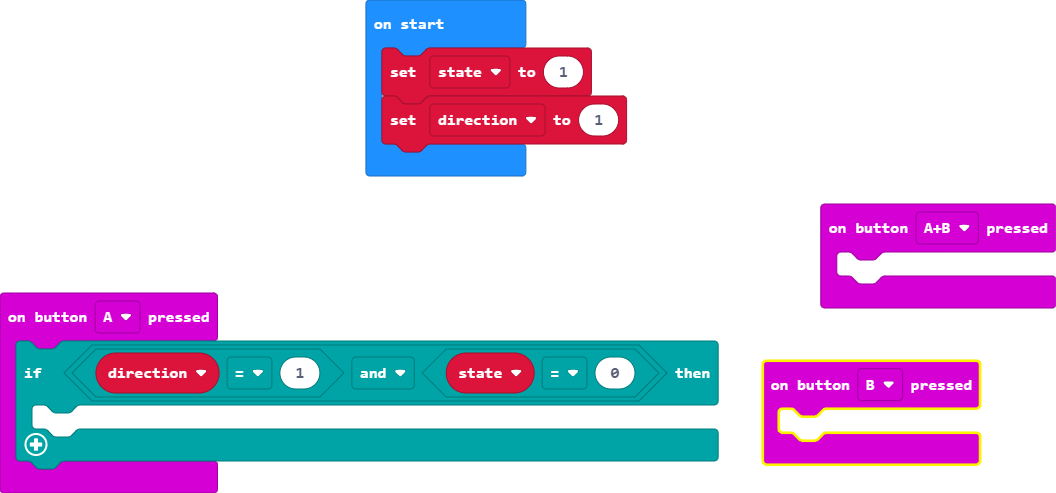 on start
set state to 1
set direction to 1
on button A+B pressed
on button A pressed
if direction = 1 and state = 0 then
on button B pressed